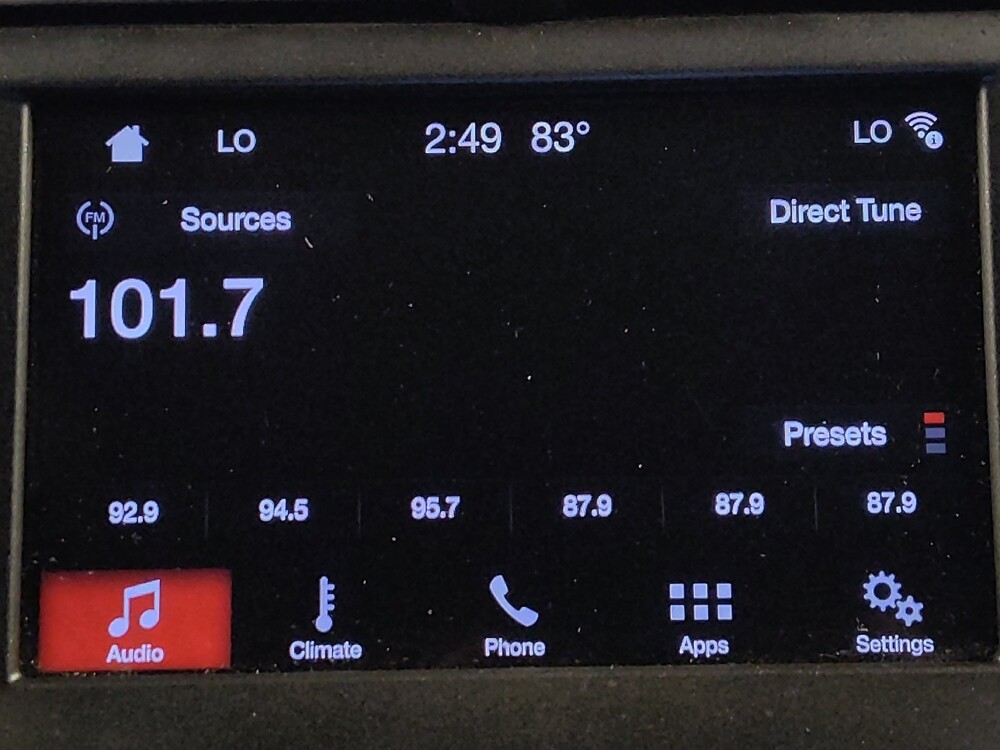 LO 2:49 83° LO
FM Sources Direct Tune
101.7
Presets
92.9 94.5 95.7 87.9 87.9 87.9
Audio Climate Phone Apps Settings